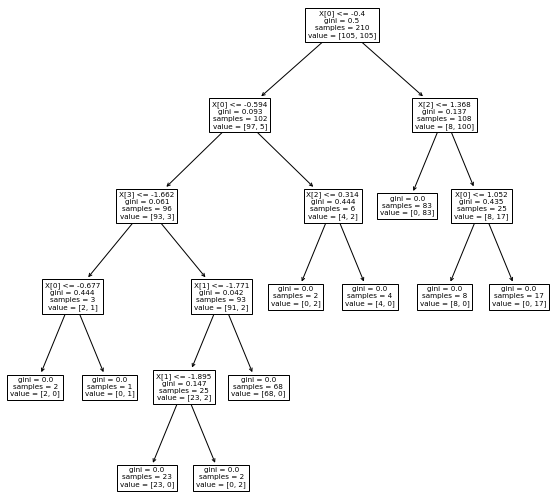 X[0] <= -0.4
gini = 0.5
samples = 210
value = [105, 105]
X[0] <= -0.594
gini = 0.093
samples = 102
value = [97, 5]
X[2] <= 1.368
gini = 0.137
samples = 108
value = [8, 100]
X[3] <= -1.662
gini = 0.061
samples = 96
value = [93, 3]
X[2] <= 0.314
gini = 0.444
samples = 6
value = [4, 2]
gini = 0.0
samples = 83
value = [0, 83]
X[0] <= 1.052
gini = 0.435
samples = 25
value = [8, 17]
X[0] <= -0.677
gini = 0.444
samples = 3
value = [2, 1]
X[1] <= -1.771
gini = 0.042
samples = 93
value = [91, 2]
gini = 0.0
samples = 2
value = [0, 2]
gini = 0.0
samples = 4
value = [4, 0]
gini = 0.0
samples = 8
value = [8, 0]
gini = 0.0
samples = 17
value = [0, 17]
gini = 0.0
samples = 2
value = [2, 0]
gini = 0.0
samples = 1
value = [0, 1]
X[1] <= -1.895
gini = 0.147
samples = 25
value = [23, 2]
gini = 0.0
samples = 68
value = [68, 0]
gini = 0.0
samples = 23
value = [23, 0]
gini = 0.0
samples = 2
value = [0, 2]